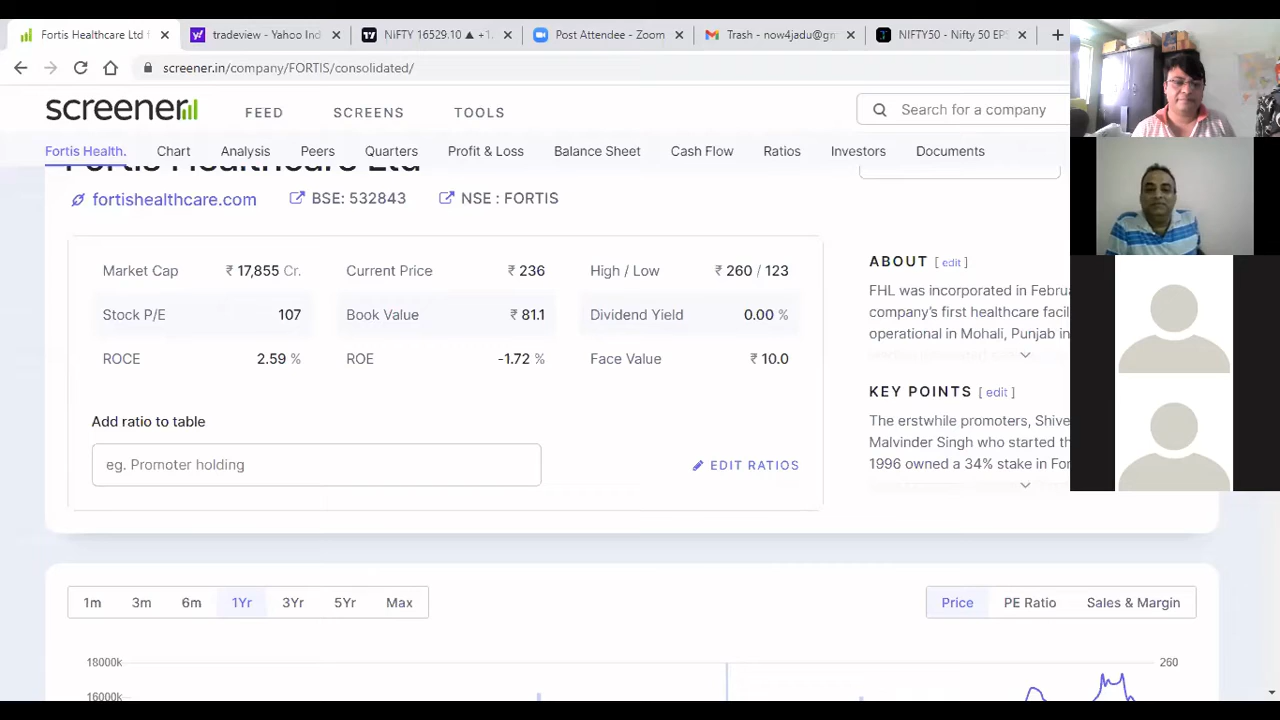 Fortis Healthcare Ltd
tradeview - Yahoo Ind
NIFTY 16529.10 ▲ +1.
Post Attendee - Zoom
Trash - now4jadu@gm
NIFTY50 - Nifty 50 EPS
screener.in/company/FORTIS/consolidated/
screener
FEED SCREENS TOOLS
Search for a company
Fortis Health. Chart Analysis Peers Quarters Profit & Loss Balance Sheet Cash Flow Ratios Investors Documents
Fortis Healthcare Ltd
fortishealthcare.com BSE: 532843 NSE : FORTIS
Market Cap ₹ 17,855 Cr. Current Price ₹ 236 High / Low ₹ 260 / 123
Stock P/E 107 Book Value ₹ 81.1 Dividend Yield 0.00 %
ROCE 2.59 % ROE -1.72 % Face Value ₹ 10.0
Add ratio to table
eg. Promoter holding
EDIT RATIOS
ABOUT [ edit ]
FHL was incorporated in Febru
company's first healthcare facil
operational in Mohali, Punjab in
KEY POINTS [ edit ]
The erstwhile promoters, Shive
Malvinder Singh who started th
1996 owned a 34% stake in For
1m 3m 6m 1Yr 3Yr 5Yr Max
Price PE Ratio Sales & Margin
18000k 260
16000k